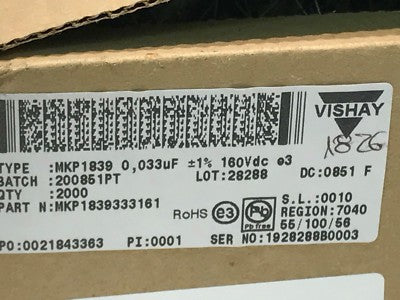 VISHAY
1826
TYPE :MKP1839 0,033uF ±1% 160Vdc e3
BATCH :200851PT LOT:28288 DC:0851 F
QTY :2000
PART N:MKP1839333161
RoHS e3 Pb Pb free
S.L.:0010
REGION:7040
55/100/56
PO:0021843363 PI:0001 SER NO:1928288B0003